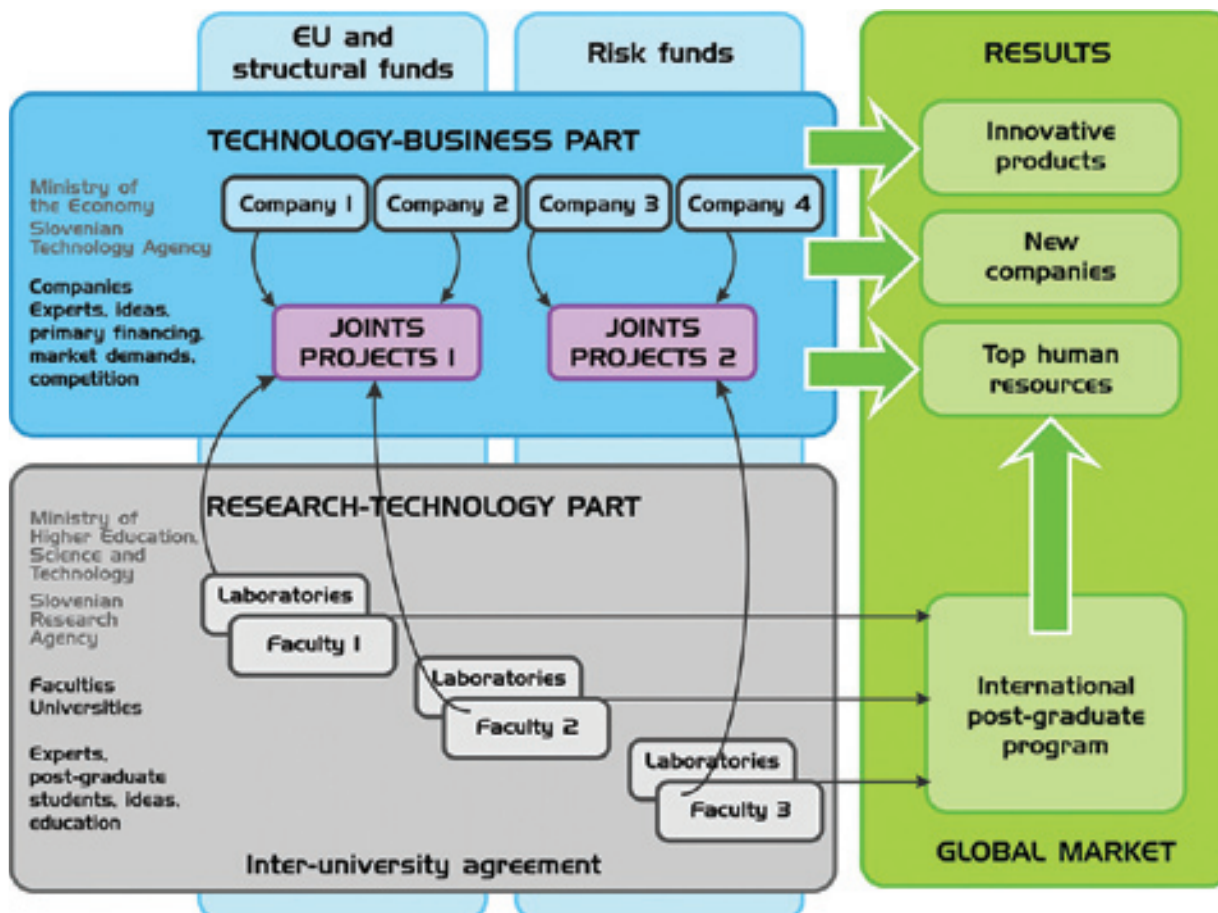 EU and
structural funds
Risk funds
RESULTS
TECHNOLOGY-BUSINESS PART
Ministry of
the Economy
Slovenian
Technology Agency
Companies
Experts, ideas,
primary financing,
market demands,
competition
Company 1
Company 2
Company 3
Company 4
JOINTS
PROJECTS 1
JOINTS
PROJECTS 2
Innovative
products
New
companies
Top human
resources
RESEARCH-TECHNOLOGY PART
Ministry of
Higher Education,
Science and
Technology
Slovenian
Research
Agency
Faculties
Universities
Experts,
post-graduate
students, ideas,
education
Laboratories
Faculty 1
Laboratories
Faculty 2
Laboratories
Faculty 3
Inter-university agreement
International
post-graduate
program
GLOBAL MARKET